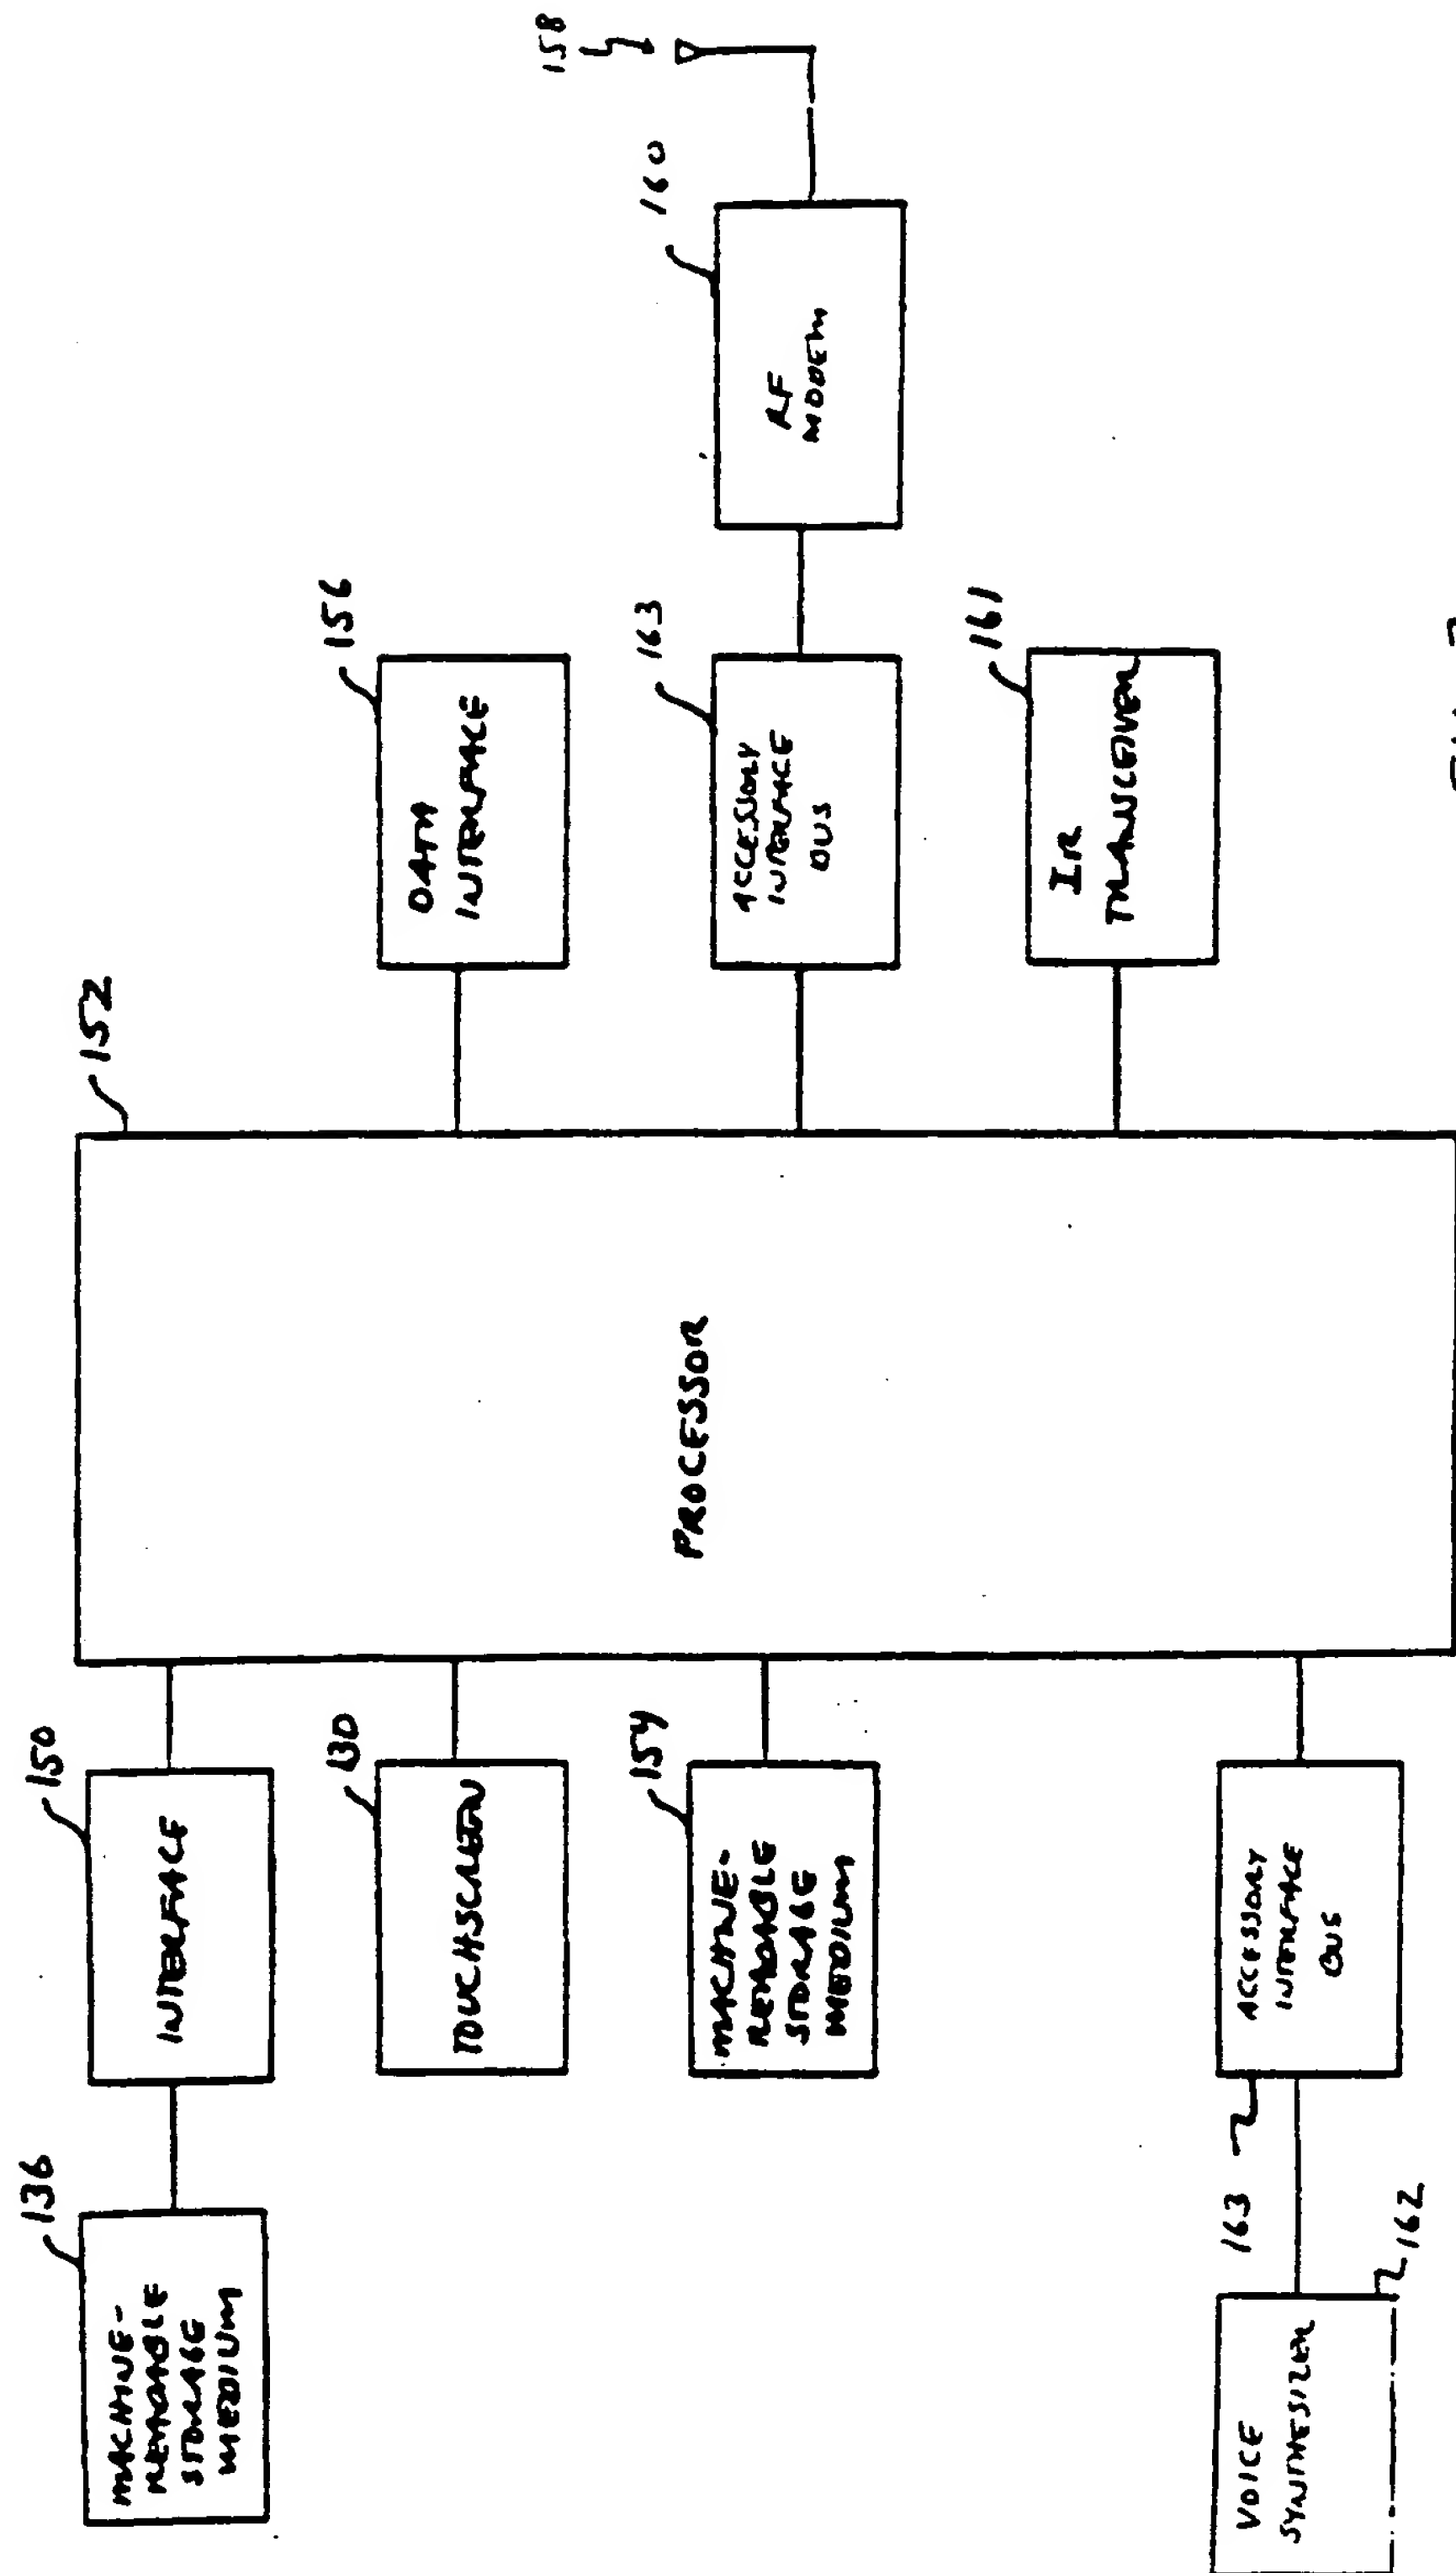 136
MACHINE-
READABLE
STORAGE
MEDIUM
150
INTERFACE
130
TOUCHSCREEN
154
MACHINE-
READABLE
STORAGE
MEDIUM
163
ACCESSORY
INTERFACE
BUS
162
VOICE
SYNTHESIZER
152
PROCESSOR
156
DATA
INTERFACE
163
ACCESSORY
INTERFACE
BUS
161
IR
TRANSCEIVER
160
RF
MODEM
158